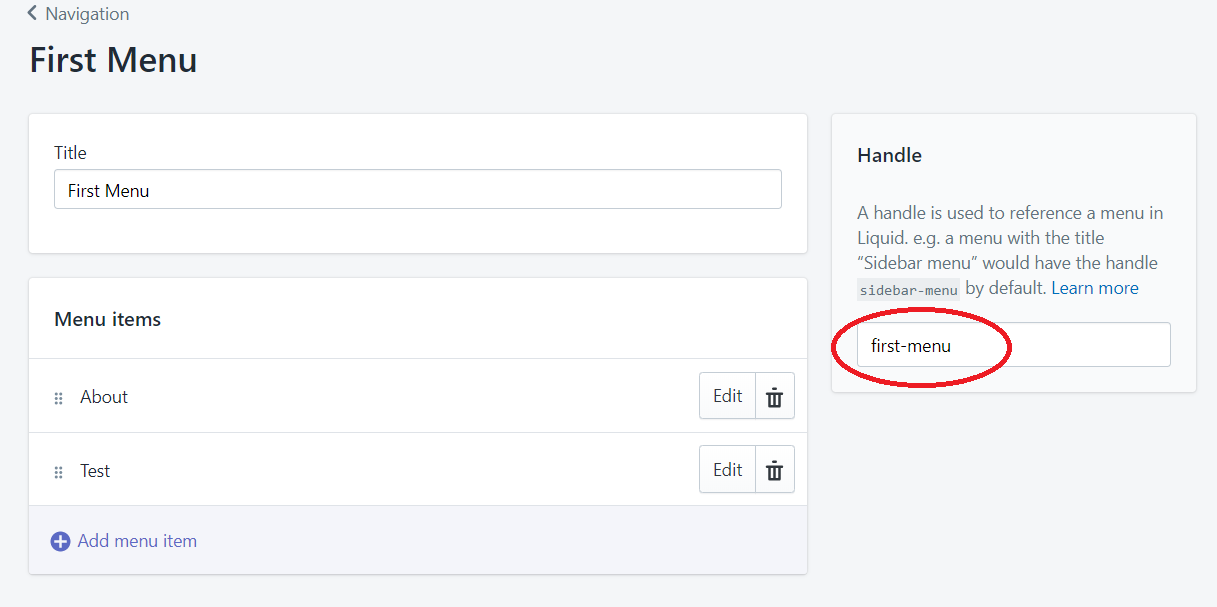 Navigation
First Menu
Title
First Menu
Menu items
About
Edit
Test
Edit
Add menu item
Handle
A handle is used to reference a menu in
Liquid. e.g. a menu with the title
“Sidebar menu” would have the handle
sidebar-menu by default. Learn more
first-menu